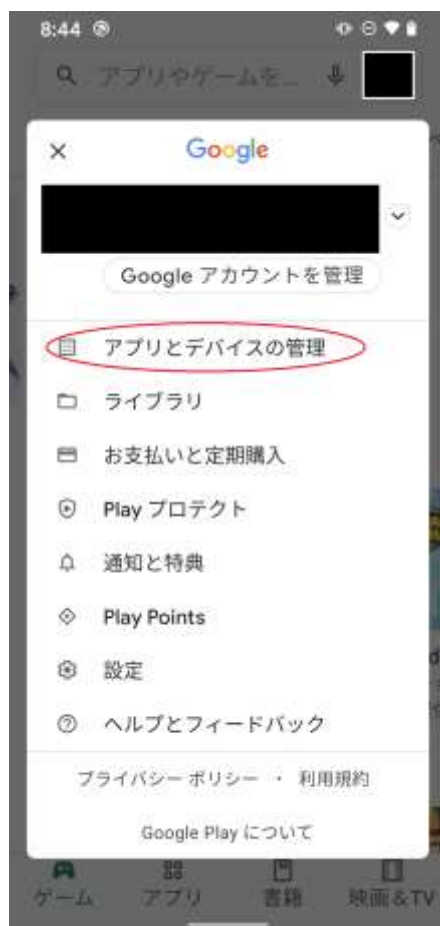 8:44
アプリやゲームを...
Google
Google アカウントを管理
アプリとデバイスの管理
ライブラリ
お支払いと定期購入
Play プロテクト
通知と特典
Play Points
設定
ヘルプとフィードバック
プライバシー ポリシー ・ 利用規約
Google Play について
ゲーム アプリ 書籍 映画&TV